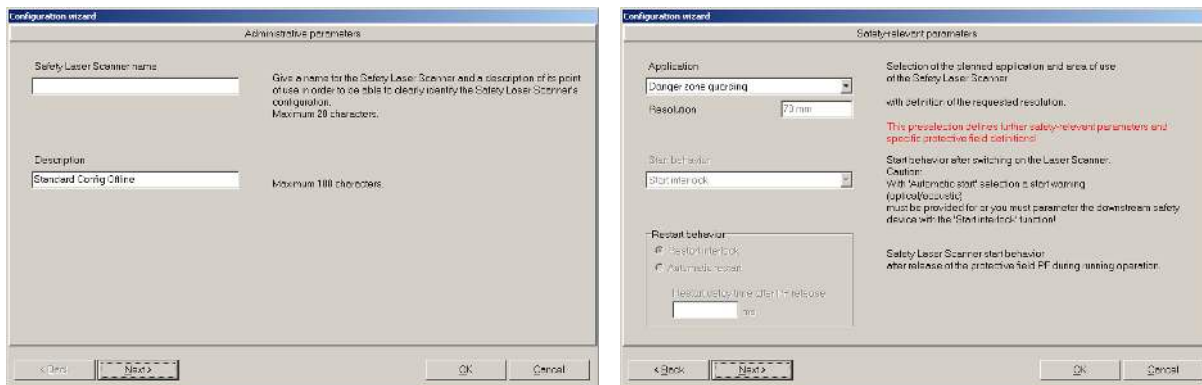 Configuration wizard
Administrative parameters
Safety Laser Scanner name
Give a name for the Safety Laser Scanner and a description of its point
of use in order to be able to clearly identify the Safety Laser Scanner's
configuration.
Maximum 20 characters.
Description
Standard Config Offline
Maximum 100 characters.
< Back
Next >
OK
Cancel
Configuration wizard
Safety-relevant parameters
Application
Danger zone guarding
Resolution
70 mm
Selection of the planned application and area of use
of the Safety Laser Scanner
with definition of the requested resolution.
This preselection defines further safety-relevant parameters and
specific protective field definitions!
Start behavior
Start interlock
Start behavior after switching on the Laser Scanner.
Caution:
With 'Automatic start' selection a start warning
(optical/acoustic)
must be provided for or you must parameter the downstream safety
device with the 'Start interlock' function!
Restart behavior
Restart interlock
Automatic restart
Restart delay time after PF release
ms
Safety Laser Scanner start behavior
after release of the protective field PF during running operation.
< Back
Next >
OK
Cancel